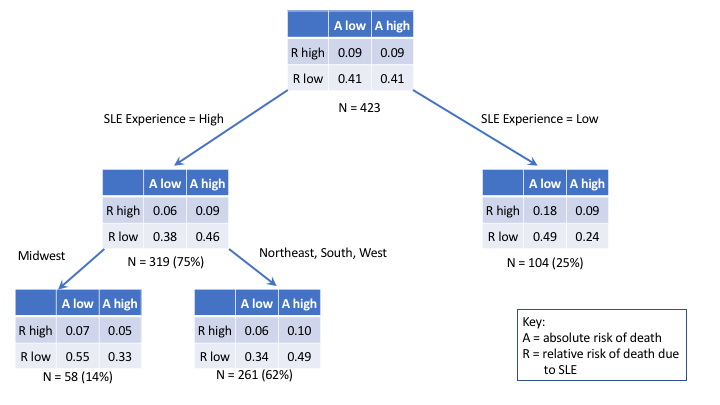 A low A high
R high 0.09 0.09
R low 0.41 0.41
N = 423
SLE Experience = High
SLE Experience = Low
A low A high
R high 0.06 0.09
R low 0.38 0.46
N = 319 (75%)
A low A high
R high 0.18 0.09
R low 0.49 0.24
N = 104 (25%)
Midwest
Northeast, South, West
A low A high
R high 0.07 0.05
R low 0.55 0.33
N = 58 (14%)
A low A high
R high 0.06 0.10
R low 0.34 0.49
N = 261 (62%)
Key:
A = absolute risk of death
R = relative risk of death due
to SLE